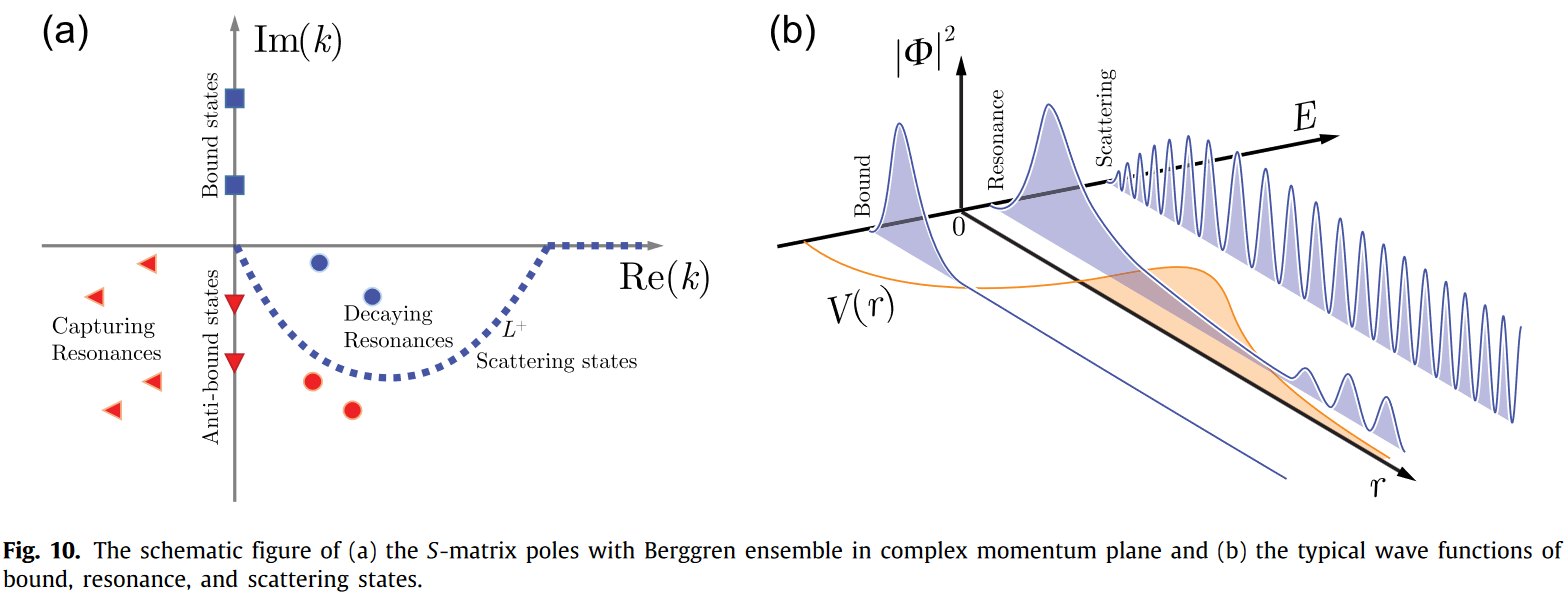 (a)
Im(k)
Bound states
Re(k)
Anti-bound states
Capturing
Resonances
Decaying
Resonances
L⁺
Scattering states
(b)
|Φ|²
Bound
Resonance
Scattering
E
0
V(r)
r
Fig. 10. The schematic figure of (a) the S-matrix poles with Berggren ensemble in complex momentum plane and (b) the typical wave functions of
bound, resonance, and scattering states.